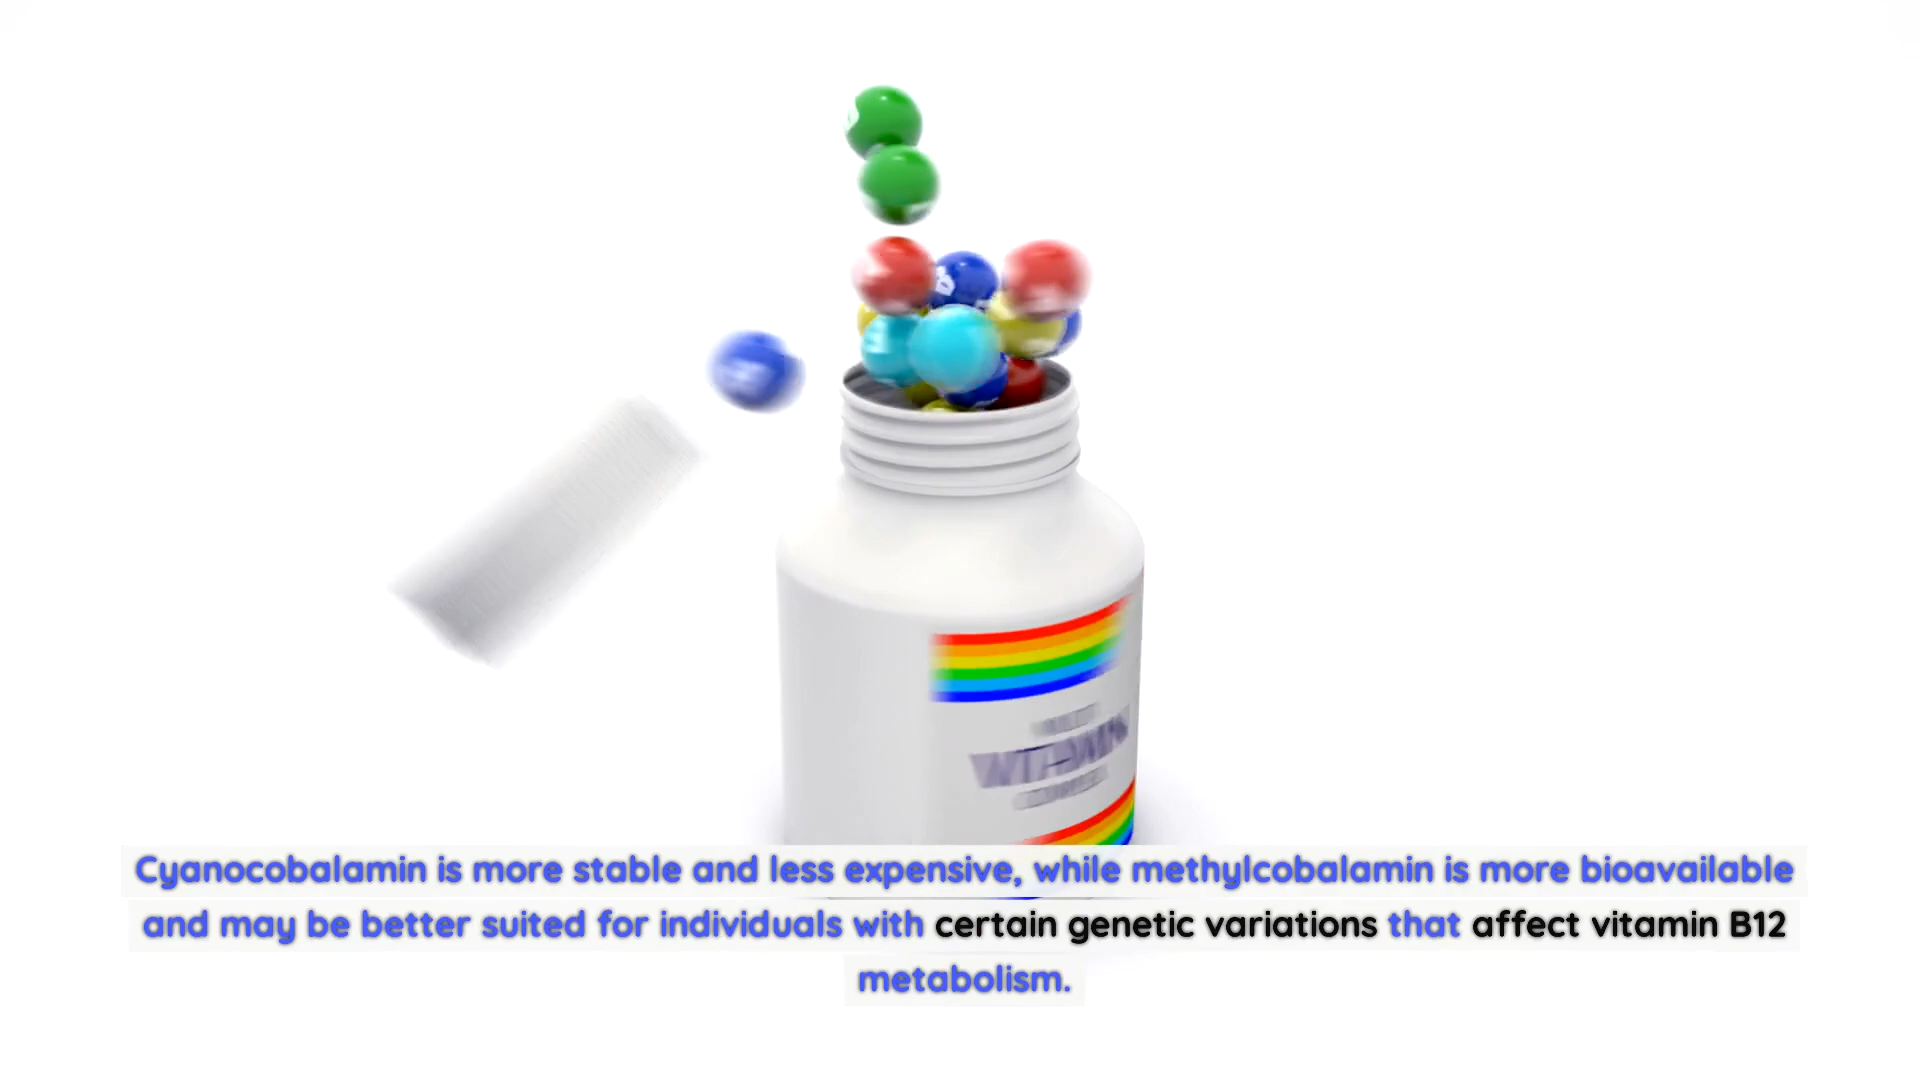 Cyanocobalamin is more stable and less expensive, while methylcobalamin is more bioavailable
and may be better suited for individuals with certain genetic variations that affect vitamin B12
metabolism.